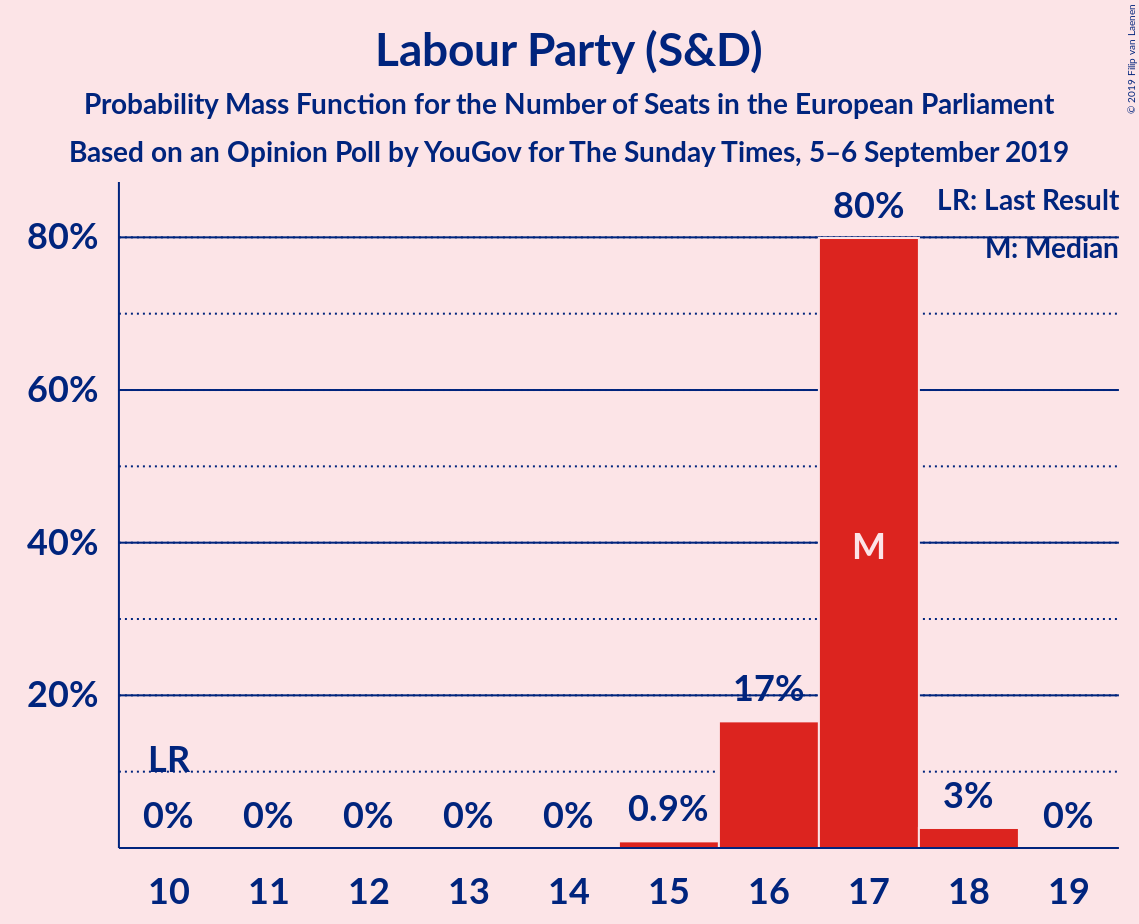 Labour Party (S&D)
Probability Mass Function for the Number of Seats in the European Parliament
Based on an Opinion Poll by YouGov for The Sunday Times, 5–6 September 2019
© 2019 Filip van Laenen
LR: Last Result
M: Median
80%
60%
40%
20%
LR
0%
0%
0%
0%
0%
0.9%
17%
80%
M
3%
0%
10 11 12 13 14 15 16 17 18 19